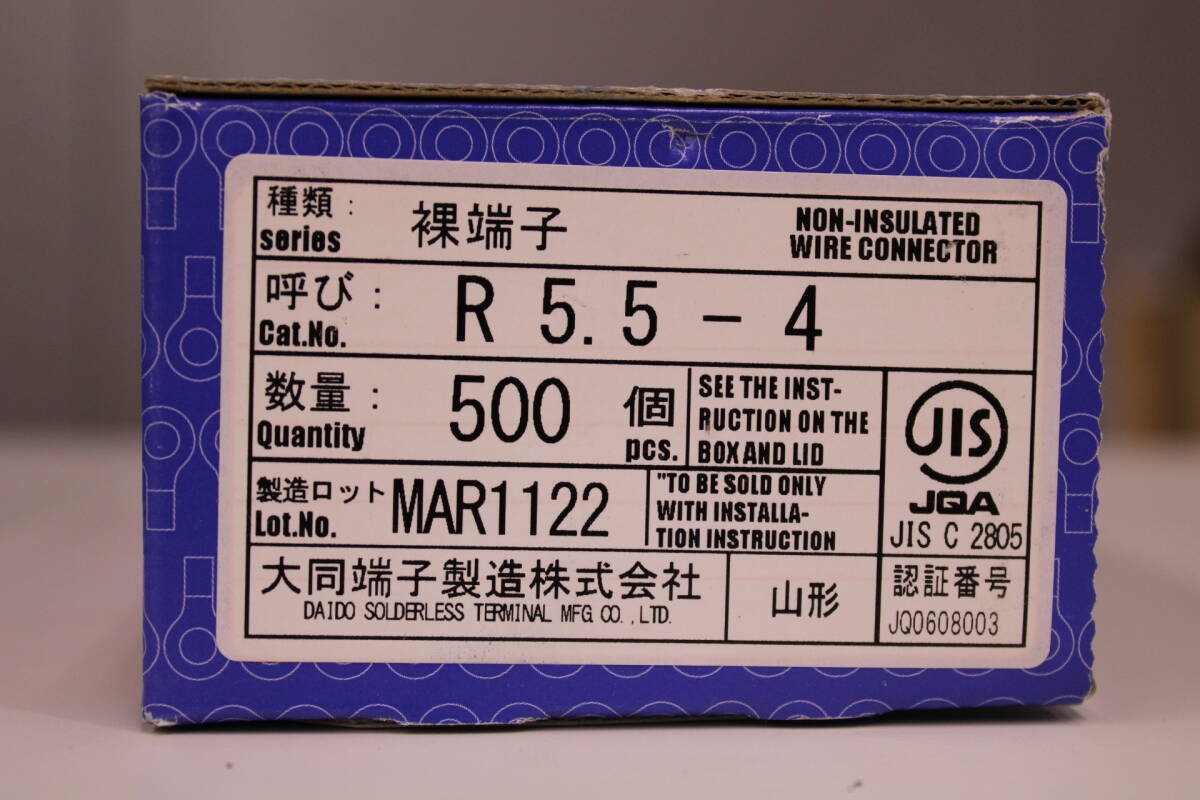 種類:
series
裸端子
NON-INSULATED
WIRE CONNECTOR
呼び:
Cat.No.
R 5.5-4
数量:
Quantity
500
個
pcs.
SEE THE INST-
RUCTION ON THE
BOX AND LID
JIS
JQA
JIS C 2805
製造ロット
Lot.No.
MAR1122
"TO BE SOLD ONLY
WITH INSTALLA-
TION INSTRUCTION
大同端子製造株式会社
DAIDO SOLDERLESS TERMINAL MFG.CO.,LTD.
山形
認証番号
JQ0608003